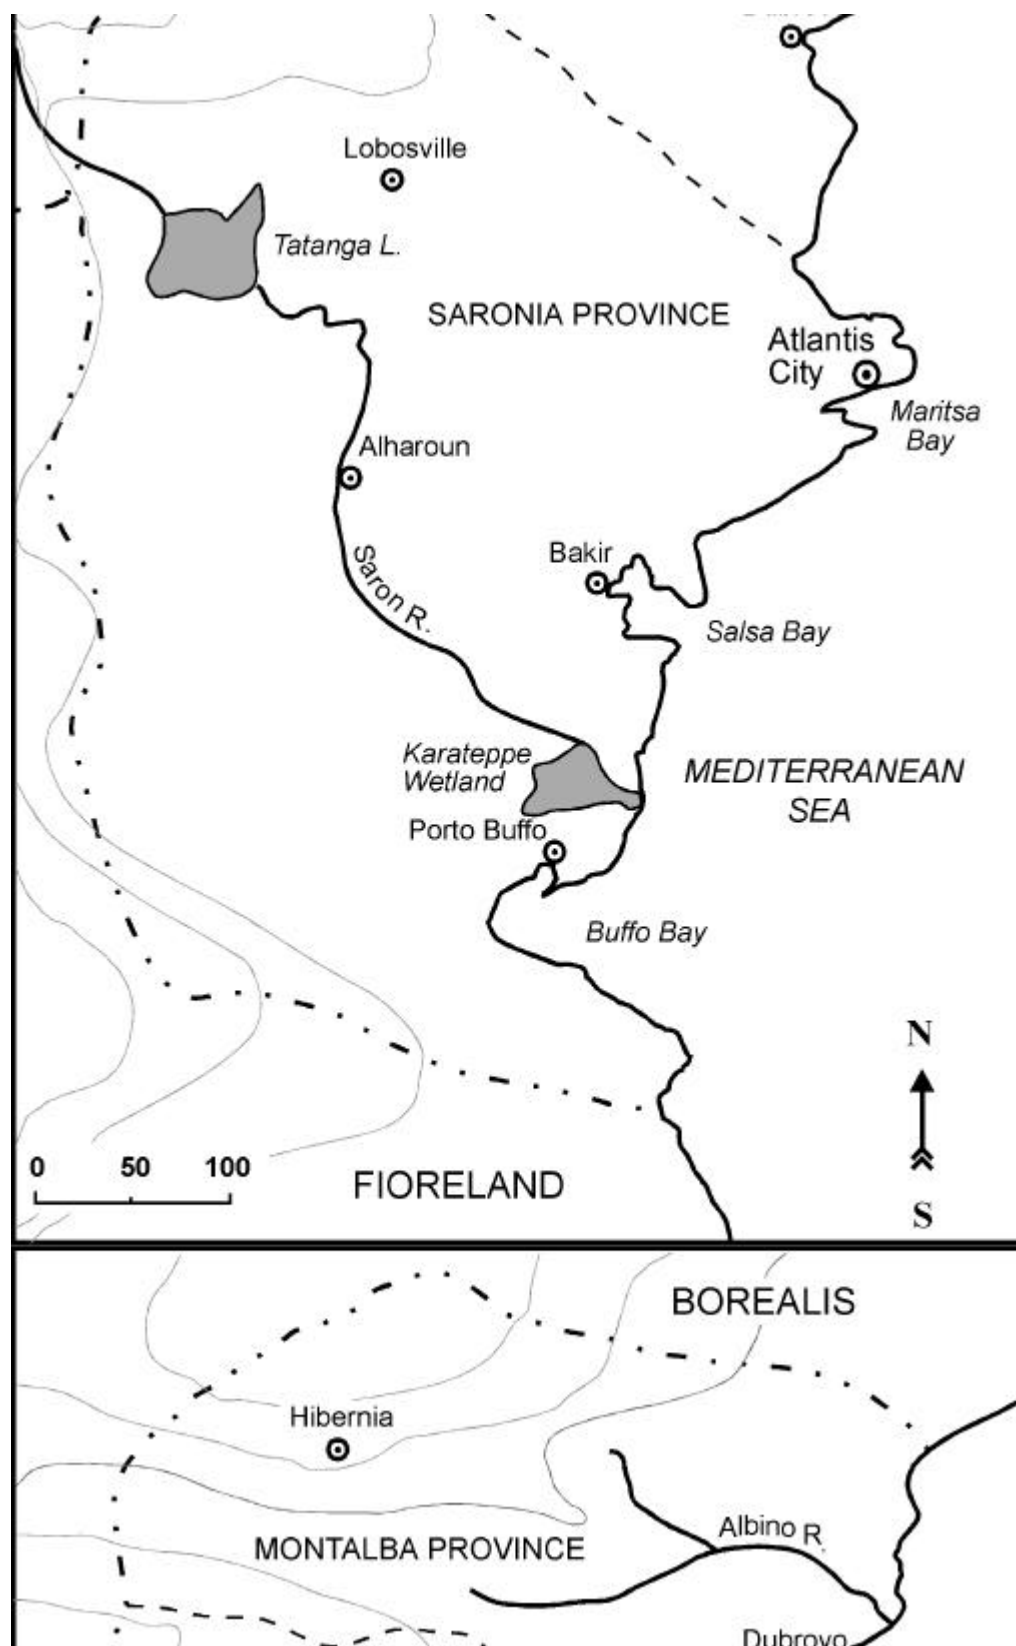 Lobosville
Tatanga L.
SARONIA PROVINCE
Atlantis
City
Maritsa
Bay
Alharoun
Bakir
Saron R.
Salsa Bay
Karateppe
Wetland
MEDITERRANEAN
SEA
Porto Buffo
Buffo Bay
N
0 50 100
FIORELAND
S
BOREALIS
Hibernia
Albino R.
MONTALBA PROVINCE
Dubrovo